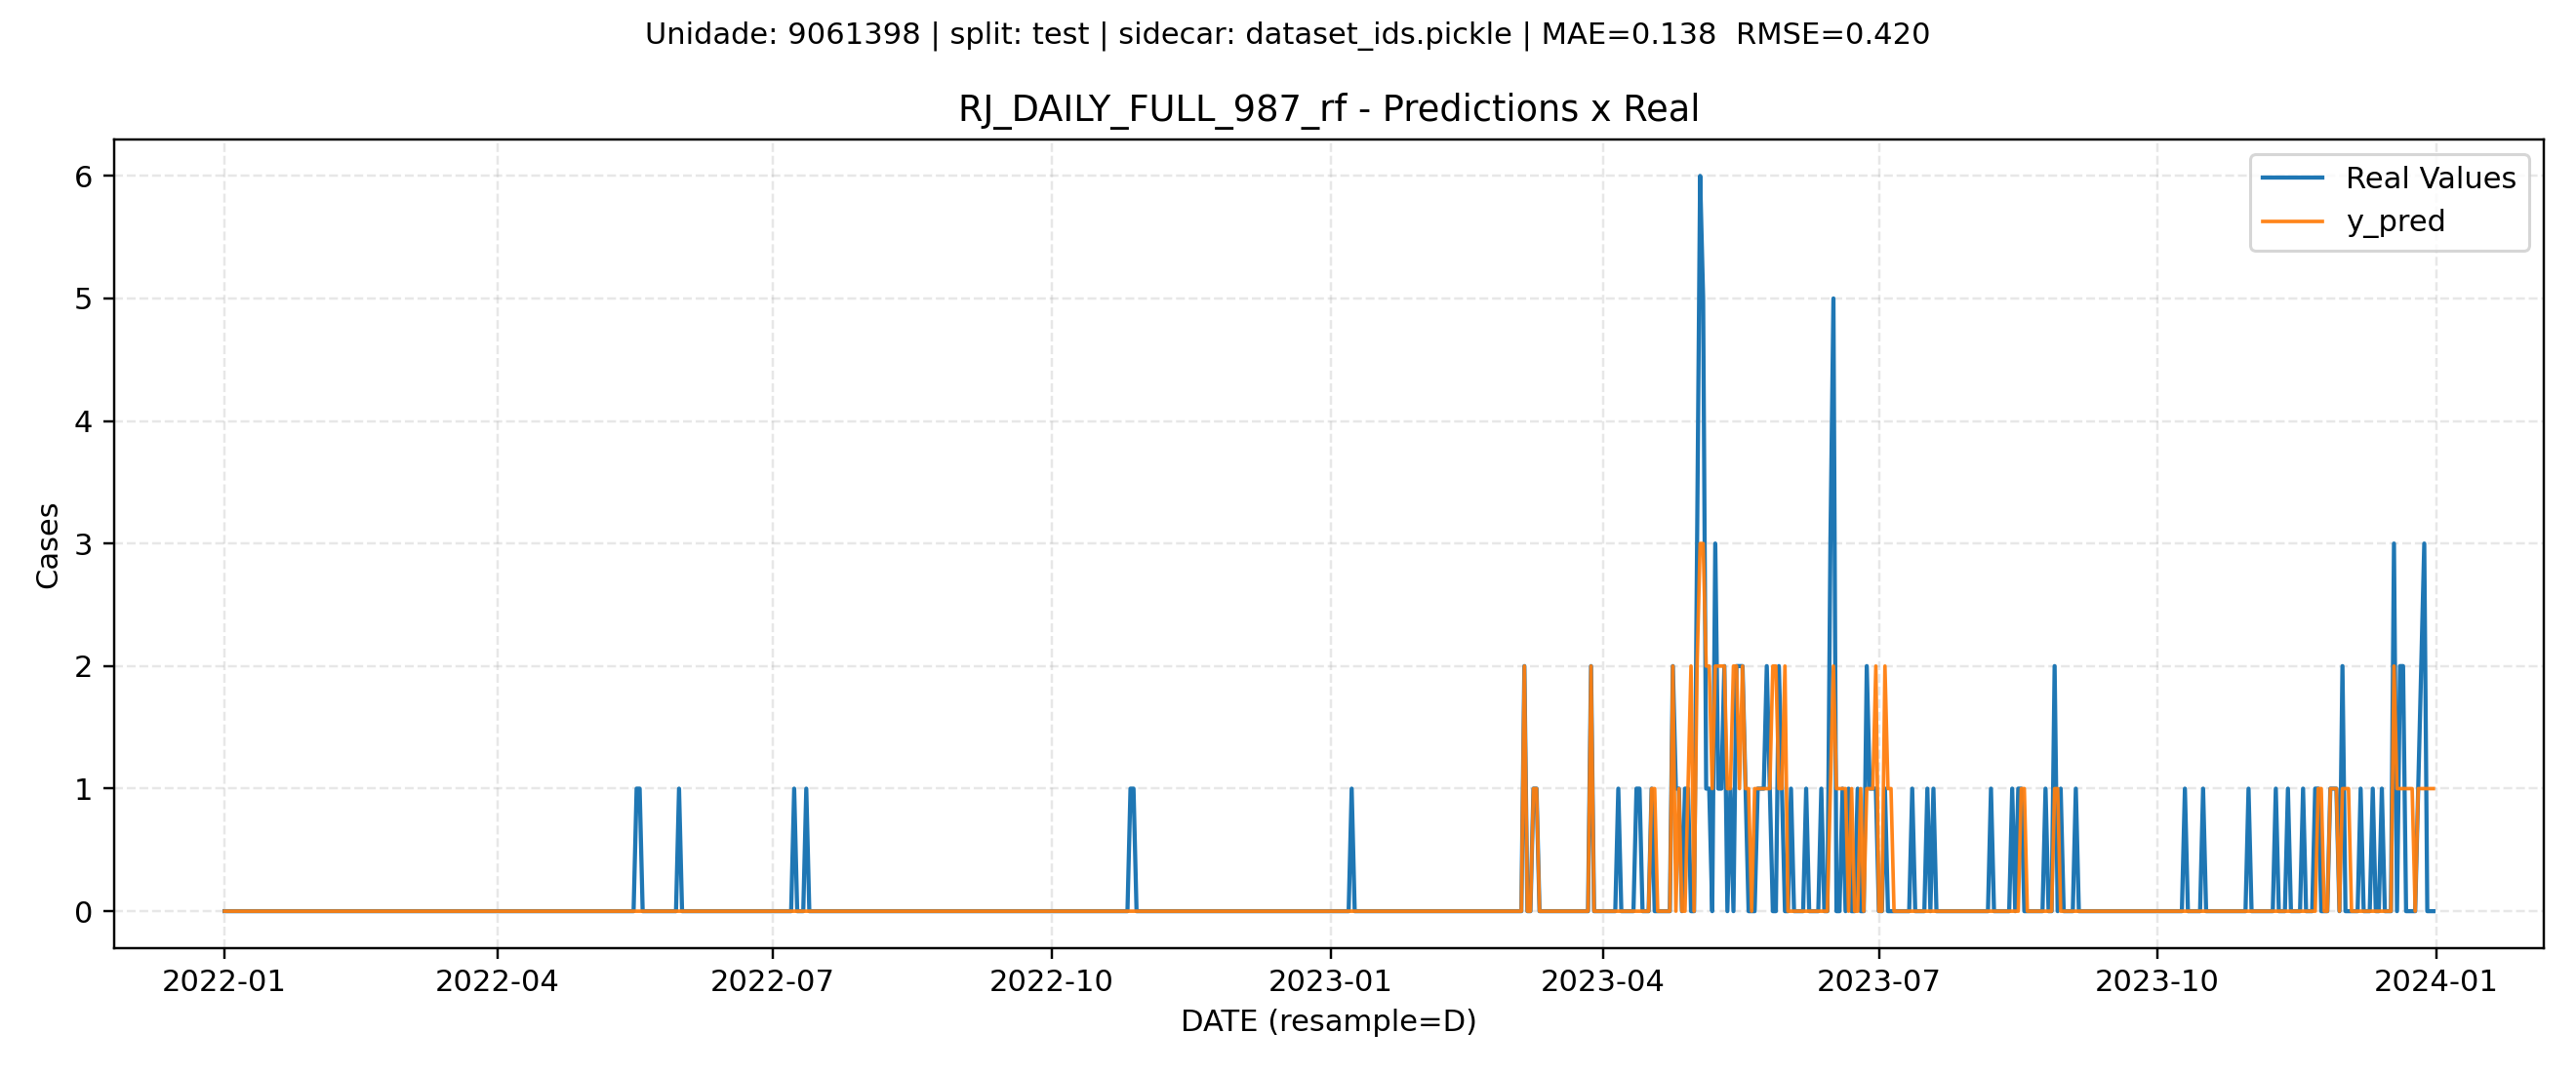 Unidade: 9061398 | split: test | sidecar: dataset_ids.pickle | MAE=0.138  RMSE=0.420
RJ_DAILY_FULL_987_rf - Predictions x Real
Real Values
y_pred
6
5
4
3
2
1
0
Cases
2022-01
2022-04
2022-07
2022-10
2023-01
2023-04
2023-07
2023-10
2024-01
DATE (resample=D)